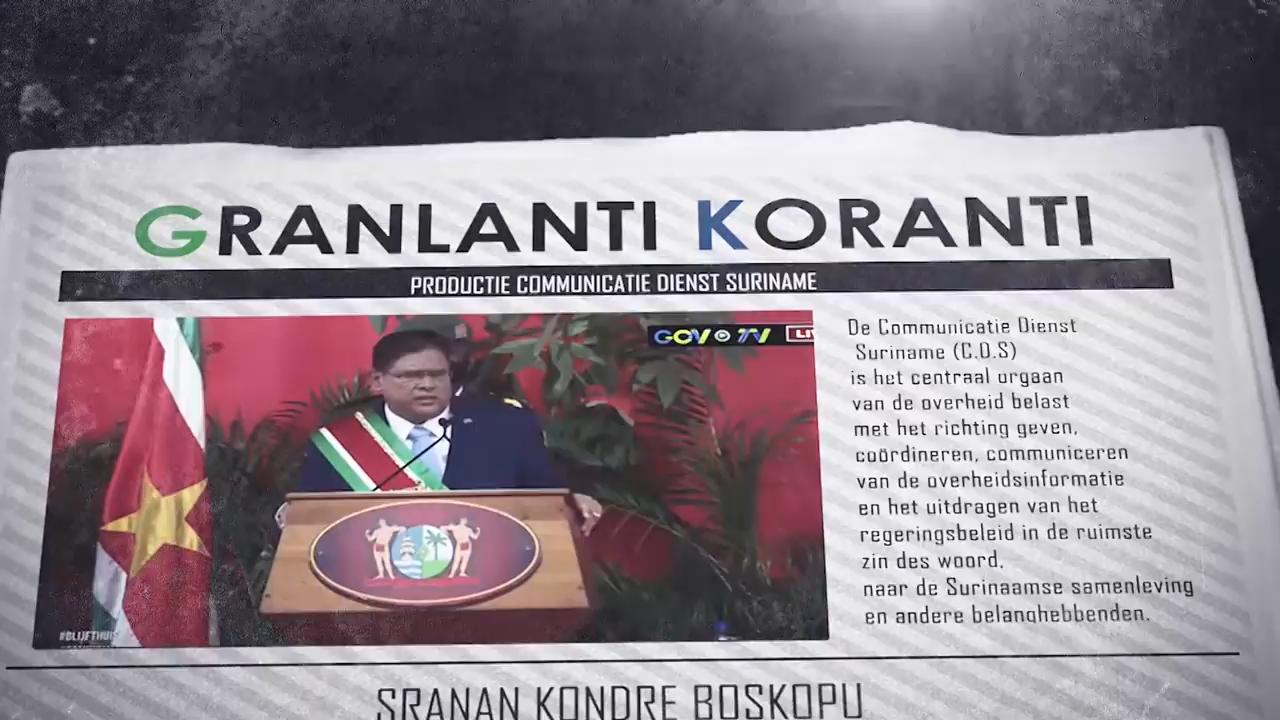 GRANLANTI KORANTI
PRODUCTIE COMMUNICATIE DIENST SURINAME
GOV TV LI
#BLIJFTHUIS
De Communicatie Dienst
Suriname (C.D.S)
is het centraal orgaan
van de overheid belast
met het richting geven,
coördineren, communiceren
van de overheidsinformatie
en het uitdragen van het
regeringsbeleid in de ruimste
zin des woord,
naar de Surinaamse samenleving
en andere belanghebbenden.
SRANAN KONDRE BOSKOPU